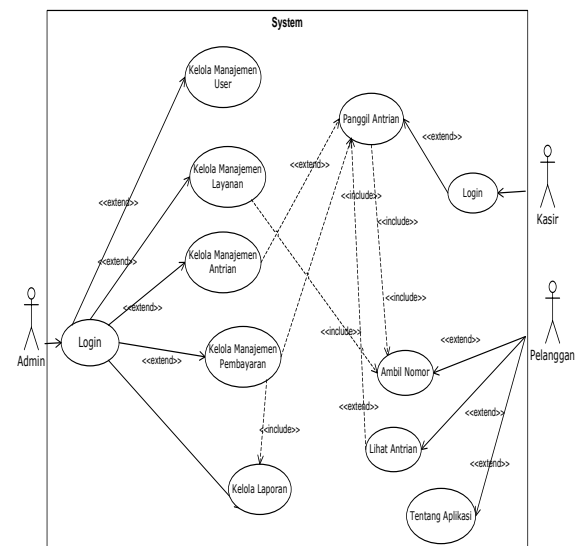 System
Kelola Manajemen
User
Panggil Antrian
<<extend>>
<<extend>>
Kelola Manajemen
Layanan
Login
Kasir
<<extend>>
<<include>>
<<include>>
Kelola Manajemen
Antrian
<<extend>>
<<extend>>
<<include>>
Admin
Login
Kelola Manajemen
Pembayaran
<<include>>
<<extend>>
Pelanggan
<<extend>>
Ambil Nomor
<<extend>>
<<extend>>
<<include>>
Lihat Antrian
<<extend>>
Kelola Laporan
Tentang Aplikasi